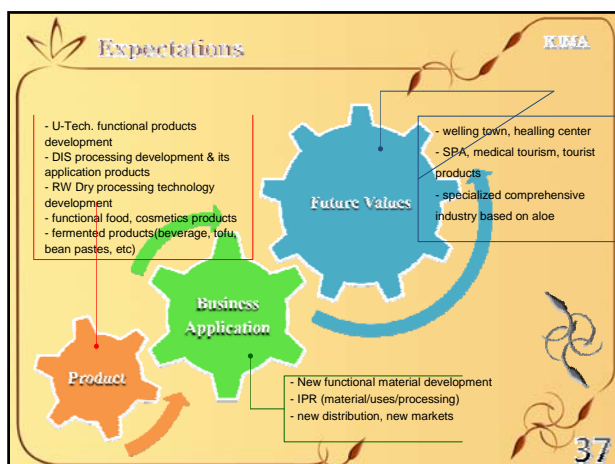 Expectations
KIMA
- U-Tech. functional products
development
- DIS processing development & its
application products
- RW Dry processing technology
development
- functional food, cosmetics products
- fermented products(beverage, tofu,
bean pastes, etc)
- welling town, healling center
- SPA, medical tourism, tourist
products
- specialized comprehensive
industry based on aloe
Future Values
Business
Application
Product
- New functional material development
- IPR (material/uses/processing)
- new distribution, new markets
37